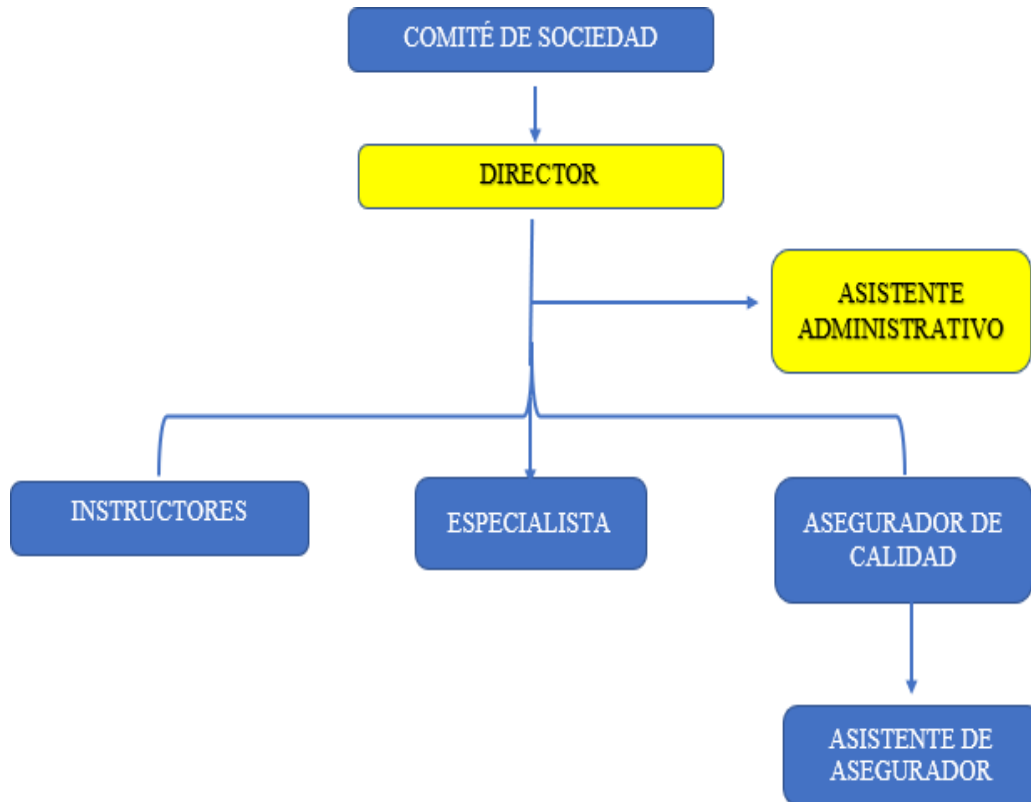 COMITÉ DE SOCIEDAD
DIRECTOR
ASISTENTE
ADMINISTRATIVO
INSTRUCTORES
ESPECIALISTA
ASEGURADOR DE
CALIDAD
ASISTENTE DE
ASEGURADOR